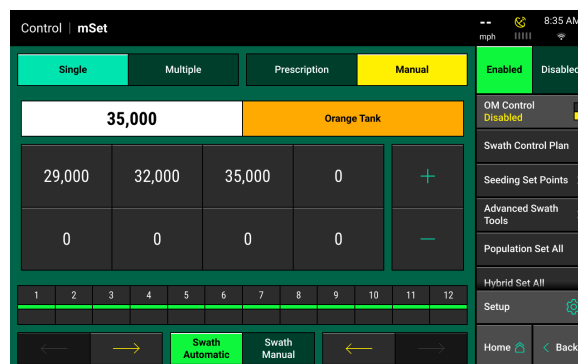 Control | mSet
--
mph
8:35 AM
Single
Multiple
Prescription
Manual
Enabled
Disabled
35,000
Orange Tank
OM Control
Disabled
Swath Control Plan
29,000 32,000 35,000 0 +
Seeding Set Points
Advanced Swath
Tools
0 0 0 0 —
Population Set All
Hybrid Set
All
1 2 3 4 5 6 7 8 9 10 11 12
Setup
Swath
Automatic
Swath
Manual
Home
< Back